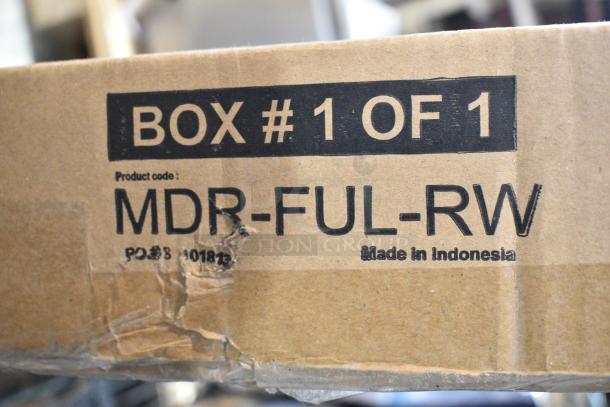 BOX # 1 OF 1
Product code :
MDR-FUL-RW
Made in Indonesia